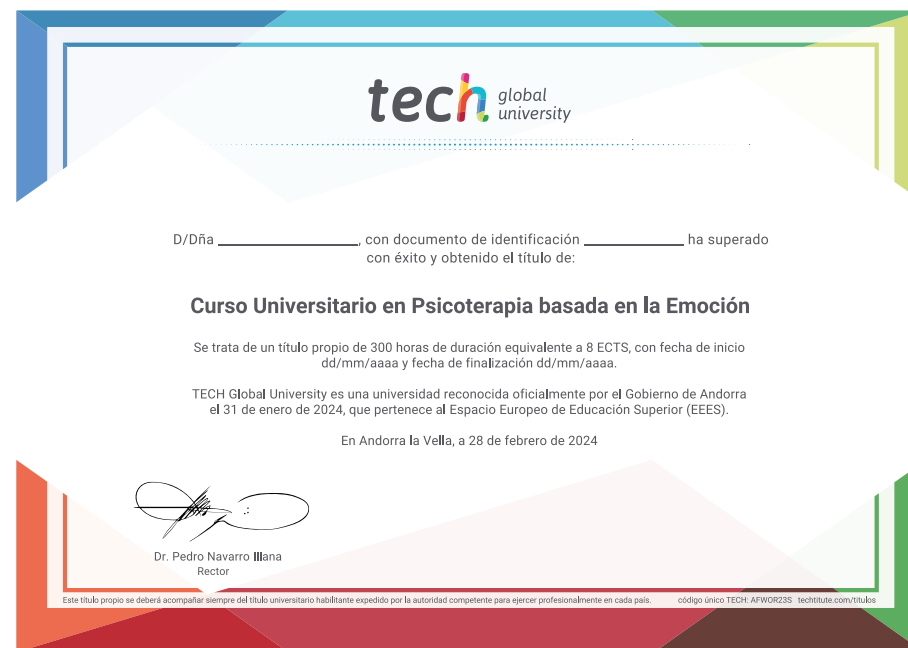 tech global
university
D/Dña ____________, con documento de identificación ____________ ha superado
con éxito y obtenido el título de:
Curso Universitario en Psicoterapia basada en la Emoción
Se trata de un título propio de 300 horas de duración equivalente a 8 ECTS, con fecha de inicio
dd/mm/aaaa y fecha de finalización dd/mm/aaaa.
TECH Global University es una universidad reconocida oficialmente por el Gobierno de Andorra
el 31 de enero de 2024, que pertenece al Espacio Europeo de Educación Superior (EEES).
En Andorra la Vella, a 28 de febrero de 2024
Dr. Pedro Navarro Illana
Rector
Este título propio se deberá acompañar siempre del título universitario habilitante expedido por la autoridad competente para ejercer profesionalmente en cada país. código único TECH: AFWOR23S techtitute.com/titulos